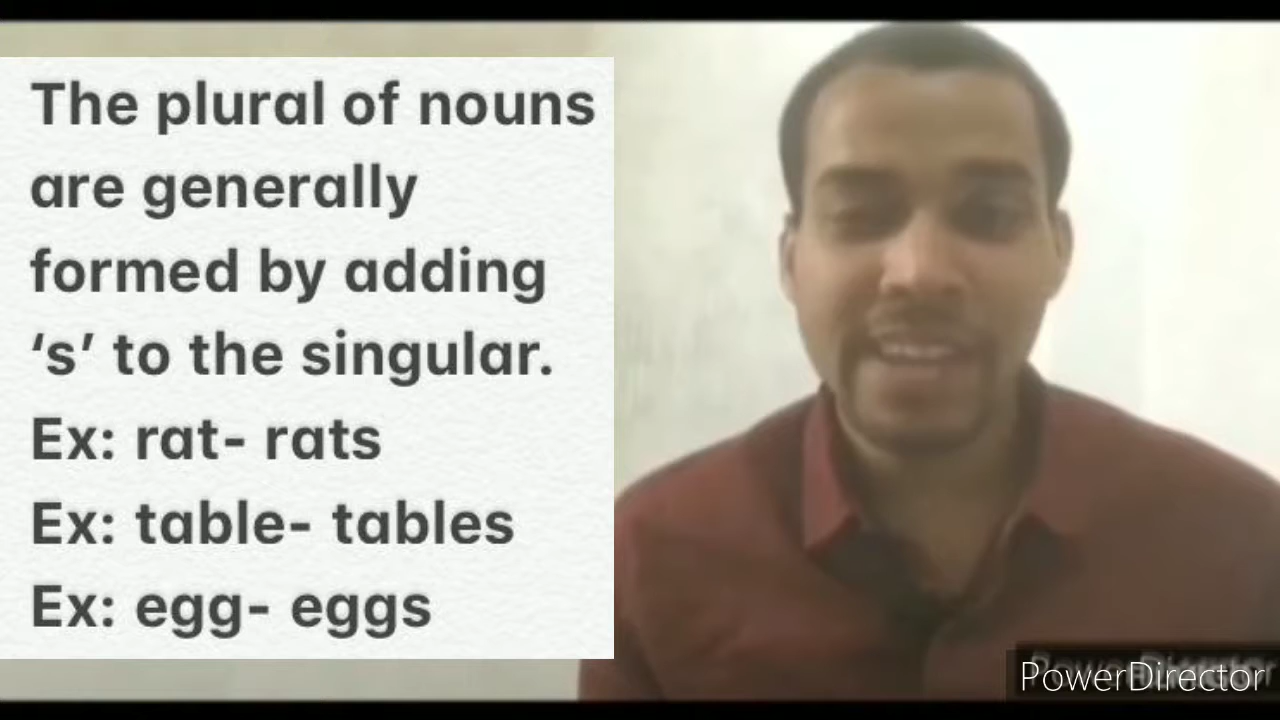 The plural of nouns
are generally
formed by adding
‘s’ to the singular.
Ex: rat- rats
Ex: table- tables
Ex: egg- eggs
PowerDirector